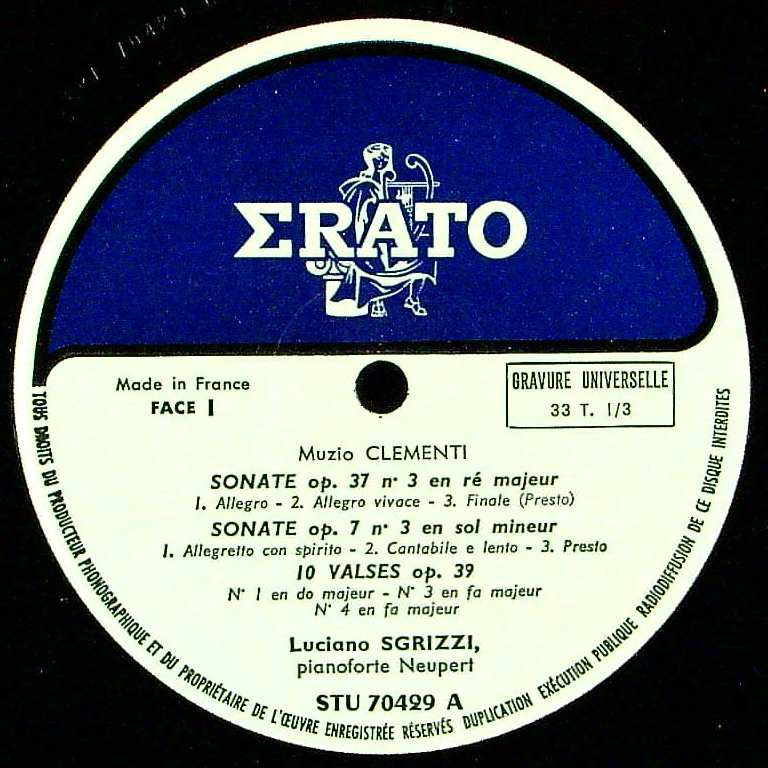 ΣRATO
Made in France
FACE 1
GRAVURE UNIVERSELLE
33 T. 1/3
Muzio CLEMENTI
SONATE op. 37 n° 3 en ré majeur
1. Allegro - 2. Allegro vivace - 3. Finale (Presto)
SONATE op. 7 n° 3 en sol mineur
1. Allegretto con spirito - 2. Cantabile e lento - 3. Presto
10 VALSES op. 39
N° 1 en do majeur - N° 3 en fa majeur
N° 4 en fa majeur
Luciano SGRIZZI,
pianoforte Neupert
STU 70429 A
TOUS DROITS DU PRODUCTEUR PHONOGRAPHIQUE ET DU PROPRIÉTAIRE DE L'ŒUVRE ENREGISTRÉE RÉSERVÉS DUPLICATION EXÉCUTION PUBLIQUE RADIODIFFUSION DE CE DISQUE INTERDITES